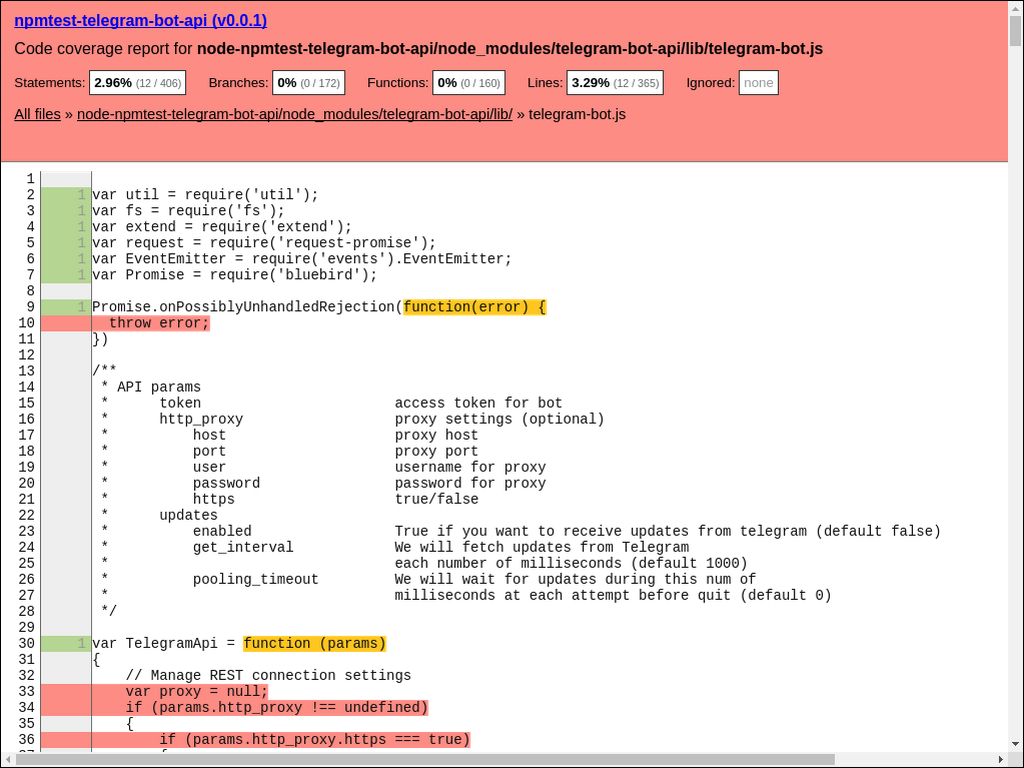 npmtest-telegram-bot-api (v0.0.1)
Code coverage report for node-npmtest-telegram-bot-api/node_modules/telegram-bot-api/lib/telegram-bot.js
Statements: 2.96% (12 / 406) Branches: 0% (0 / 172) Functions: 0% (0 / 160) Lines: 3.29% (12 / 365) Ignored: none
All files » node-npmtest-telegram-bot-api/node_modules/telegram-bot-api/lib/ » telegram-bot.js
1
2 1 var util = require('util');
3 1 var fs = require('fs');
4 1 var extend = require('extend');
5 1 var request = require('request-promise');
6 1 var EventEmitter = require('events').EventEmitter;
7 1 var Promise = require('bluebird');
8
9 1 Promise.onPossiblyUnhandledRejection(function(error) {
10   throw error;
11 })
12
13 /**
14  * API params
15  *      token                       access token for bot
16  *      http_proxy                  proxy settings (optional)
17  *          host                    proxy host
18  *          port                    proxy port
19  *          user                    username for proxy
20  *          password                password for proxy
21  *          https                   true/false
22  *      updates
23  *          enabled                 True if you want to receive updates from telegram (default false)
24  *          get_interval            We will fetch updates from Telegram
25  *                                  each number of milliseconds (default 1000)
26  *          pooling_timeout         We will wait for updates during this num of
27  *                                  milliseconds at each attempt before quit (default 0)
28  */
29
30 1 var TelegramApi = function (params)
31 {
32     // Manage REST connection settings
33     var proxy = null;
34     if (params.http_proxy !== undefined)
35     {
36         if (params.http_proxy.https === true)